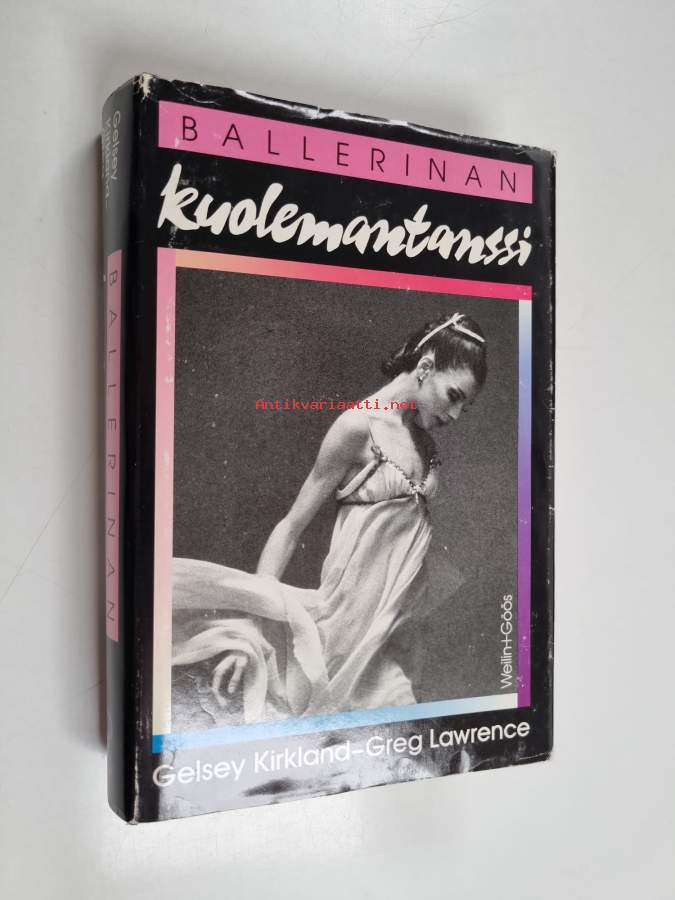 BALLERINAN
kuolemantanssi
Antikvariaatti.net
Weilin+Göös
Gelsey Kirkland–Greg Lawrence
Gelsey
Kirkland–
BALLERINAN